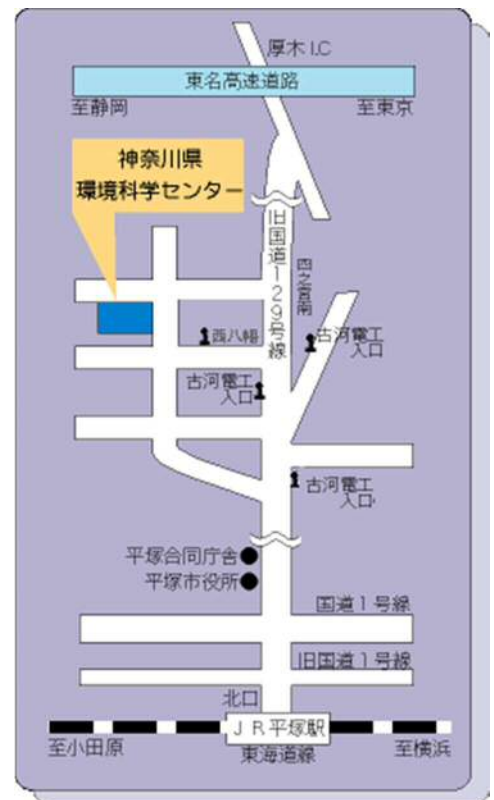 厚木I.C
東名高速道路
至静岡
至東京
神奈川県
環境科学センター
旧国道129号線
四之宮南
西八幡
古河電工
入口
古河電工
入口
古河電工
入口
平塚合同庁舎
平塚市役所
国道1号線
旧国道1号線
北口
JR平塚駅
至小田原
東海道線
至横浜